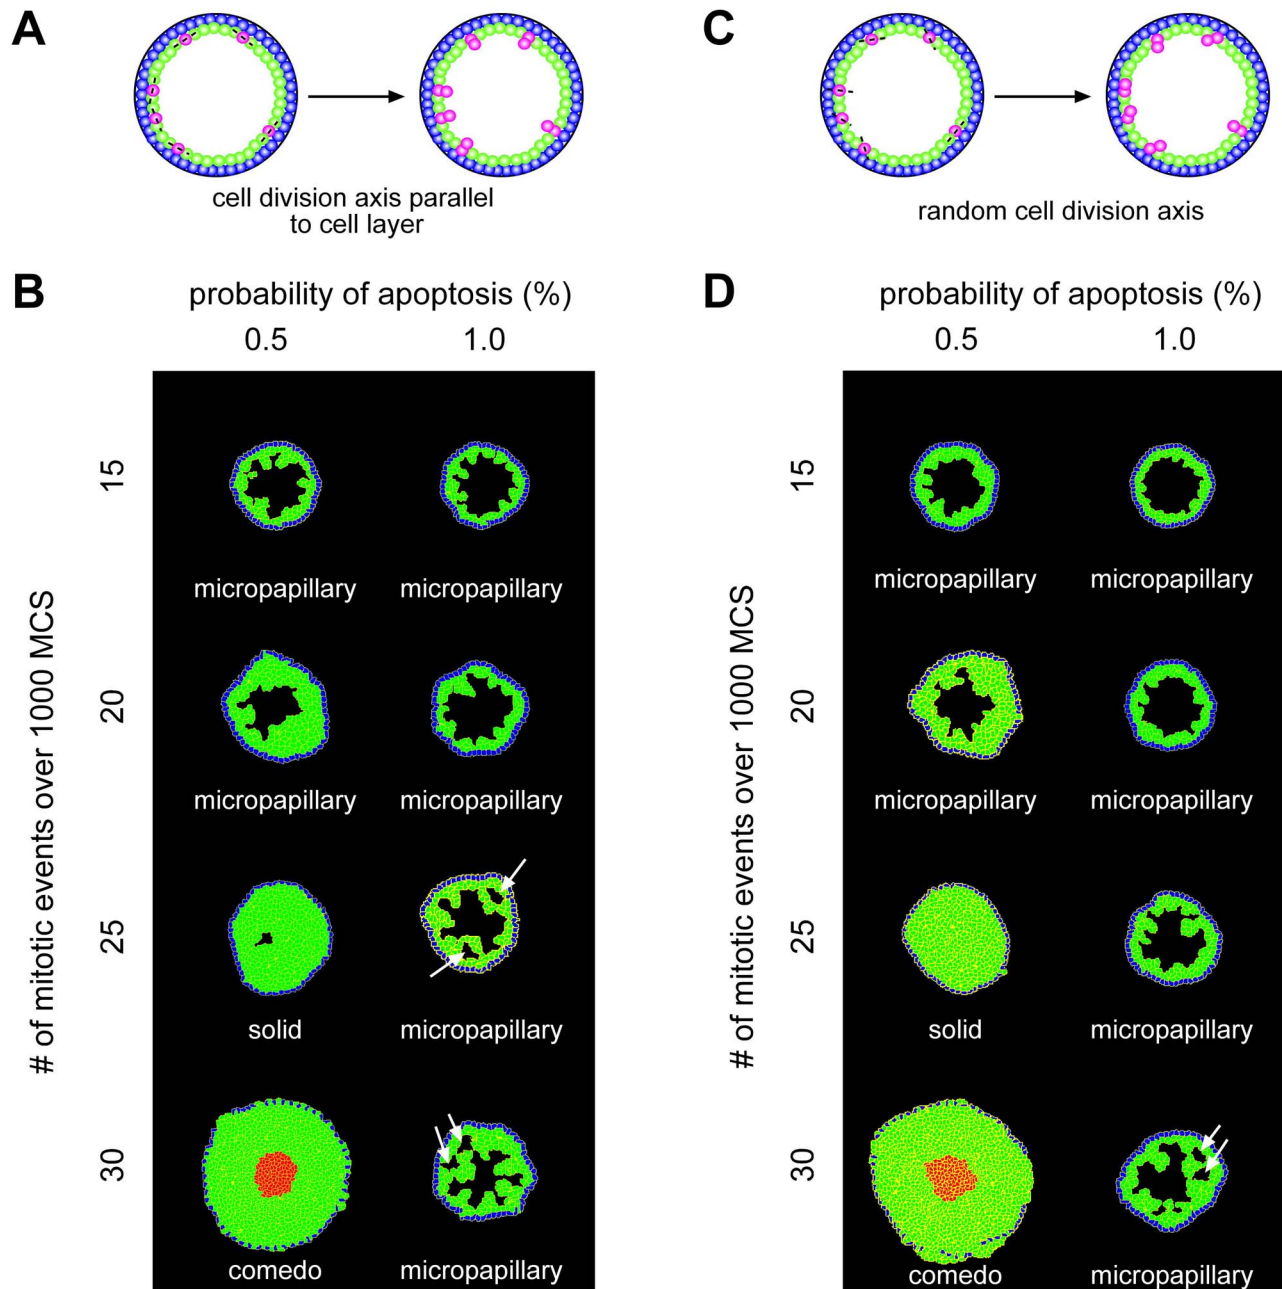 A
cell division axis parallel
to cell layer
C
random cell division axis
B
probability of apoptosis (%)
0.5 1.0
# of mitotic events over 1000 MCS
15
micropapillary micropapillary
20
micropapillary micropapillary
25
solid micropapillary
30
comedo micropapillary
D
probability of apoptosis (%)
0.5 1.0
# of mitotic events over 1000 MCS
15
micropapillary micropapillary
20
micropapillary micropapillary
25
solid micropapillary
30
comedo micropapillary